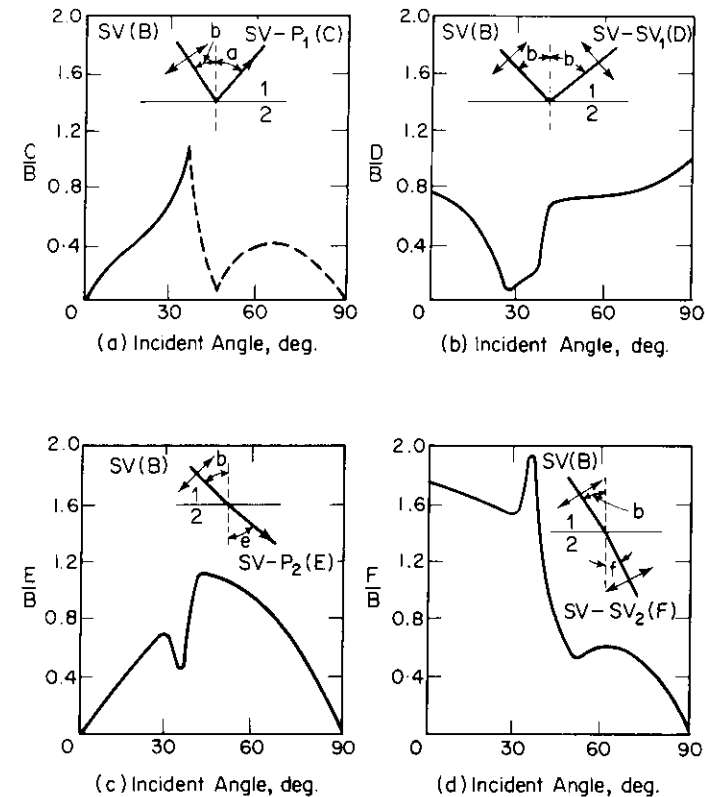 SV(B)
b
SV-P1(C)
a
1
2
2.0
1.6
1.2
0.8
0.4
C/B
0
30
60
90
(a) Incident Angle, deg.
SV(B)
SV-SV1(D)
b
b
1
2
2.0
1.6
1.2
0.8
0.4
D/B
0
30
60
90
(b) Incident Angle, deg.
SV(B)
b
1
2
e
SV-P2(E)
2.0
1.6
1.2
0.8
0.4
E/B
0
30
60
90
(c) Incident Angle, deg.
SV(B)
b
1
2
f
SV-SV2(F)
2.0
1.6
1.2
0.8
0.4
F/B
0
30
60
90
(d) Incident Angle, deg.